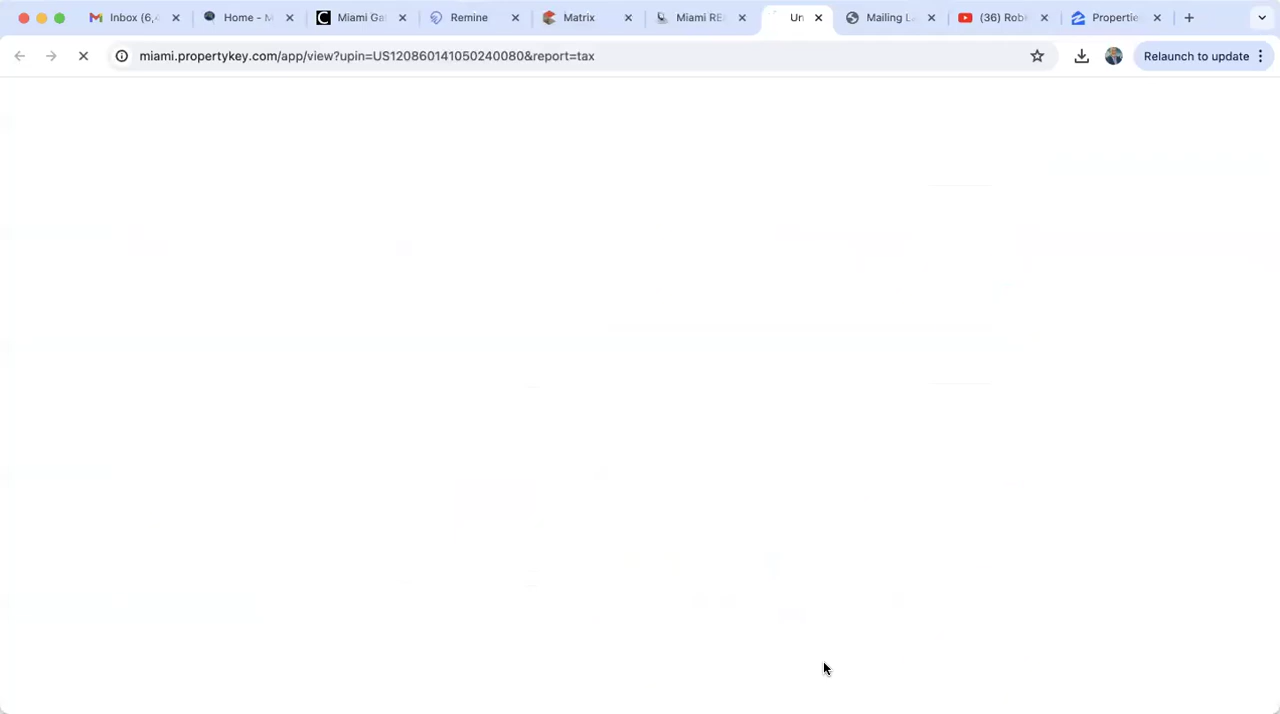 Inbox (6,4
Home – M
Miami Ga
Remine
Matrix
Miami RE
Un
Mailing L
(36) Rob
Propertie
miami.propertykey.com/app/view?upin=US120860141050240080&report=tax
Relaunch to update